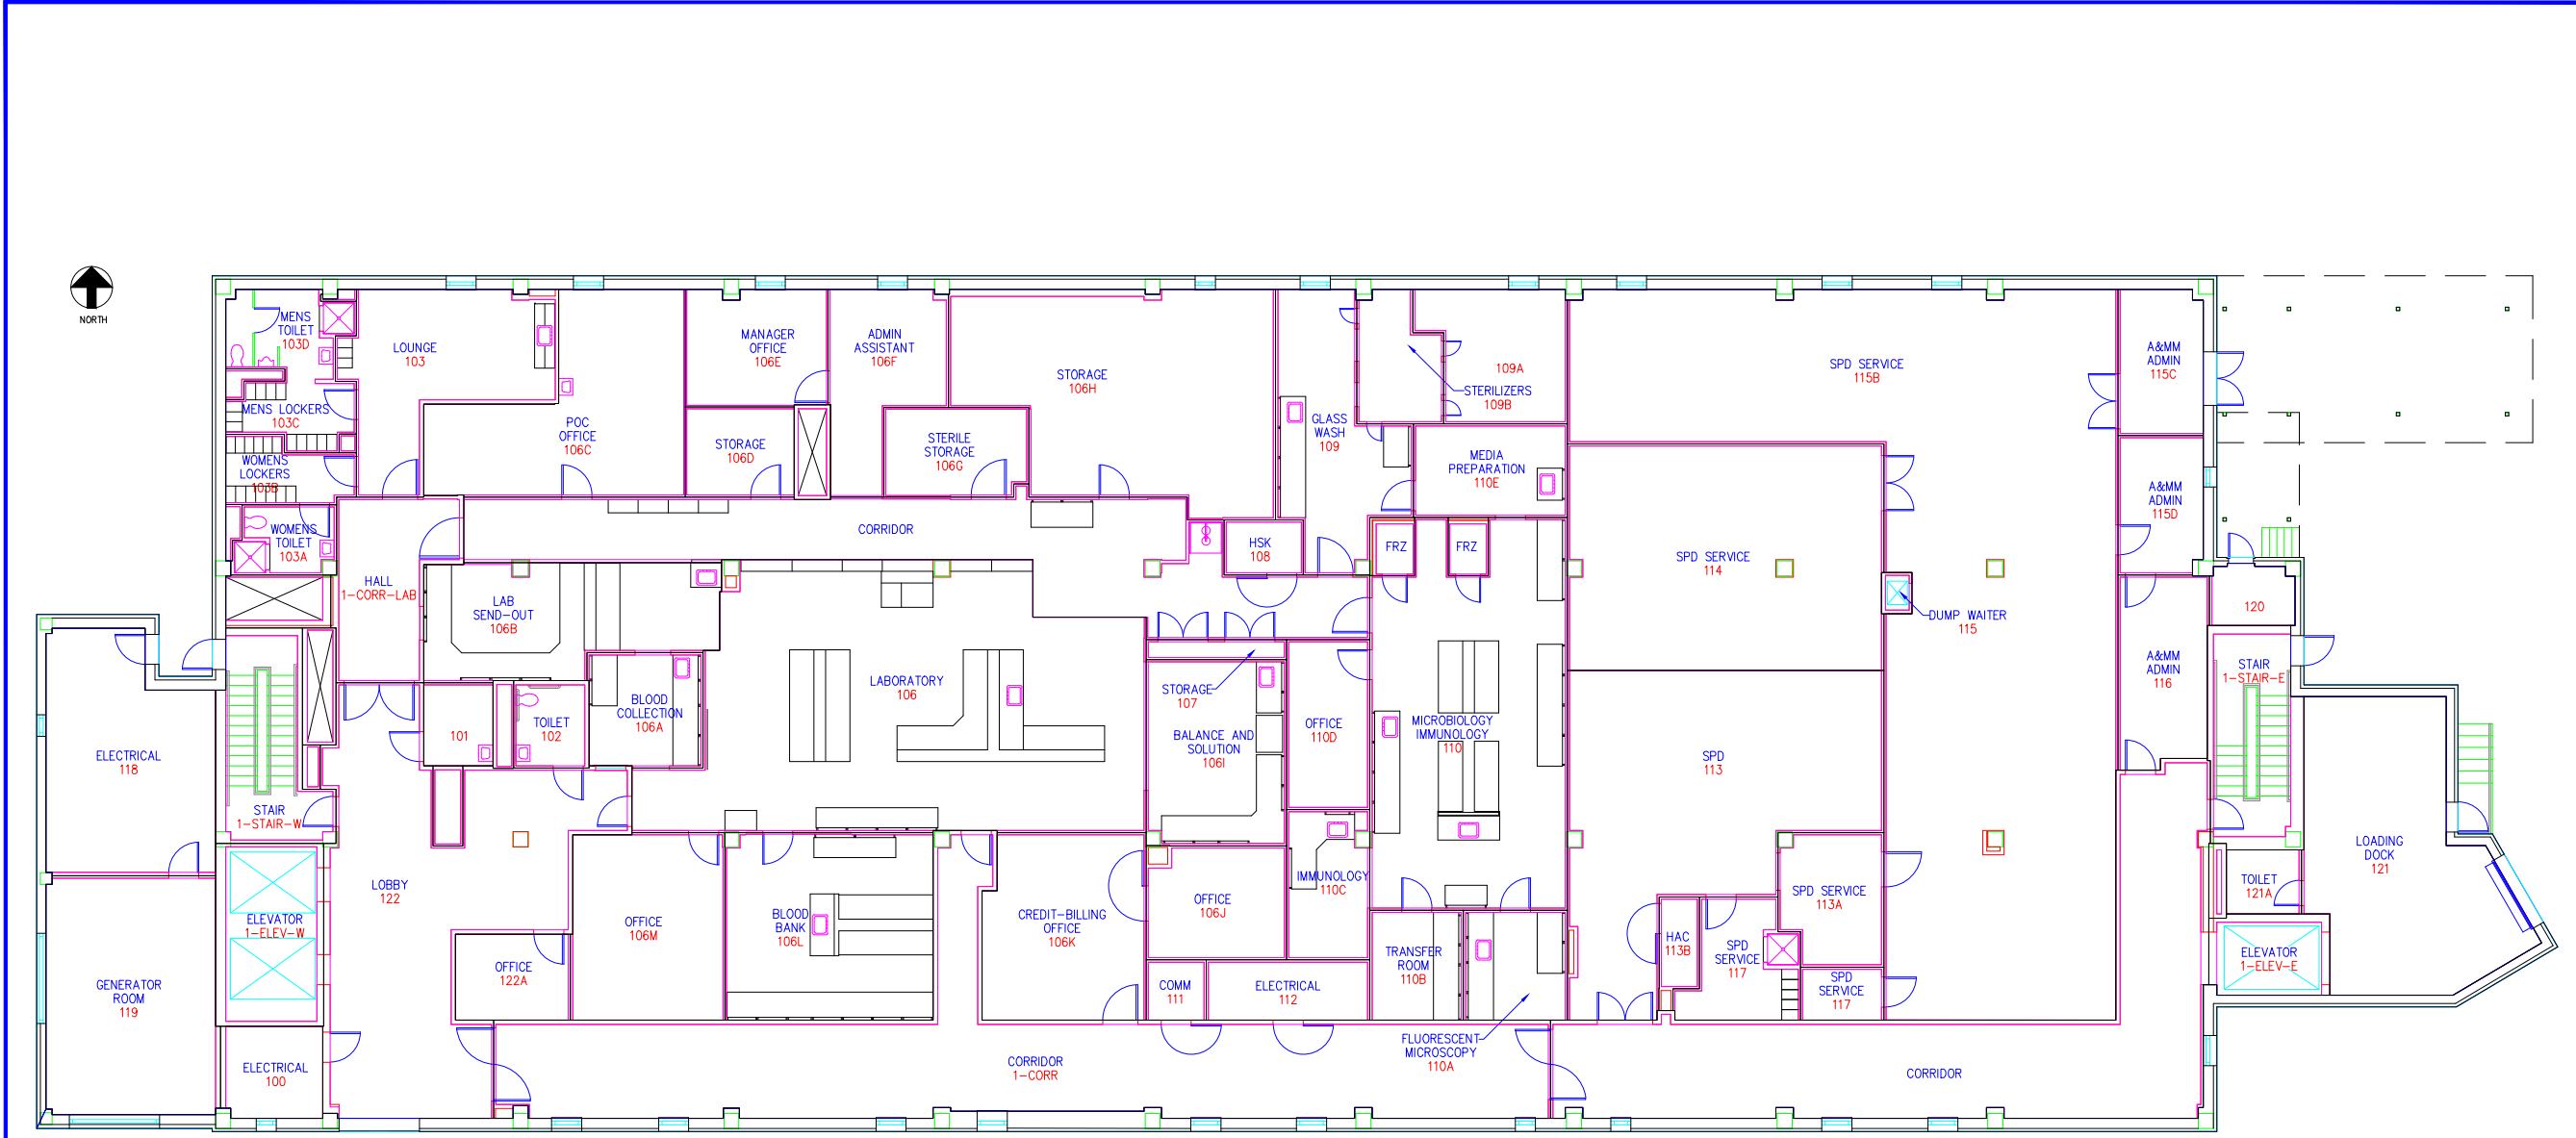 NORTH
MENS
TOILET
103D
LOUNGE
103
MENS LOCKERS
103C
WOMENS
LOCKERS
103B
WOMENS
TOILET
103A
POC
OFFICE
106C
MANAGER
OFFICE
106E
STORAGE
106D
ADMIN
ASSISTANT
106F
STERILE
STORAGE
106G
STORAGE
106H
GLASS
WASH
109
109A
STERILIZERS
109B
MEDIA
PREPARATION
110E
SPD SERVICE
115B
A&MM
ADMIN
115C
A&MM
ADMIN
115D
CORRIDOR
HSK
108
FRZ
FRZ
SPD SERVICE
114
DUMP WAITER
115
120
HALL
1-CORR-LAB
LAB
SEND-OUT
106B
BLOOD
COLLECTION
106A
TOILET
102
101
LABORATORY
106
STORAGE
107
BALANCE AND
SOLUTION
106I
OFFICE
110D
MICROBIOLOGY
IMMUNOLOGY
110
SPD
113
A&MM
ADMIN
116
STAIR
1-STAIR-E
ELECTRICAL
118
STAIR
1-STAIR-W
LOBBY
122
ELEVATOR
1-ELEV-W
GENERATOR
ROOM
119
ELECTRICAL
100
OFFICE
122A
OFFICE
106M
BLOOD
BANK
106L
CREDIT-BILLING
OFFICE
106K
OFFICE
106J
IMMUNOLOGY
110C
COMM
111
ELECTRICAL
112
TRANSFER
ROOM
110B
FLUORESCENT
MICROSCOPY
110A
HAC
113B
SPD
SERVICE
117
SPD SERVICE
113A
SPD
SERVICE
117
TOILET
121A
LOADING
DOCK
121
ELEVATOR
1-ELEV-E
CORRIDOR
1-CORR
CORRIDOR